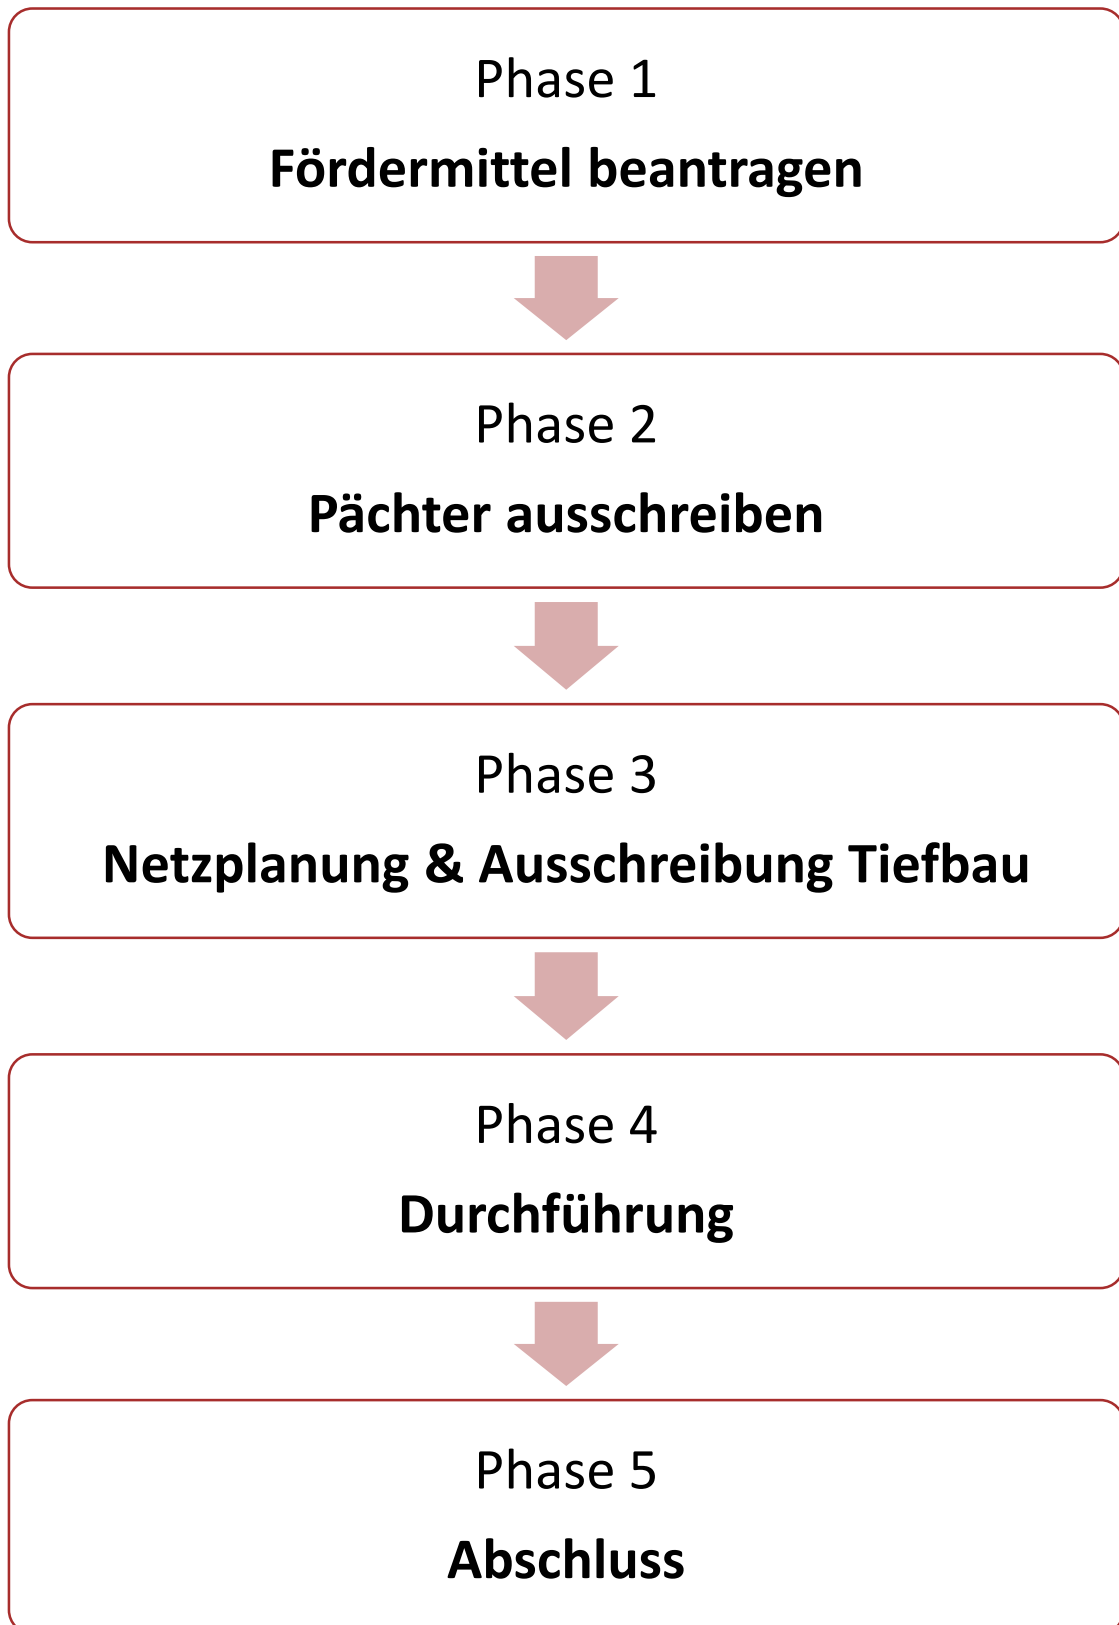 Phase 1
Fördermittel beantragen
Phase 2
Pächter ausschreiben
Phase 3
Netzplanung & Ausschreibung Tiefbau
Phase 4
Durchführung
Phase 5
Abschluss